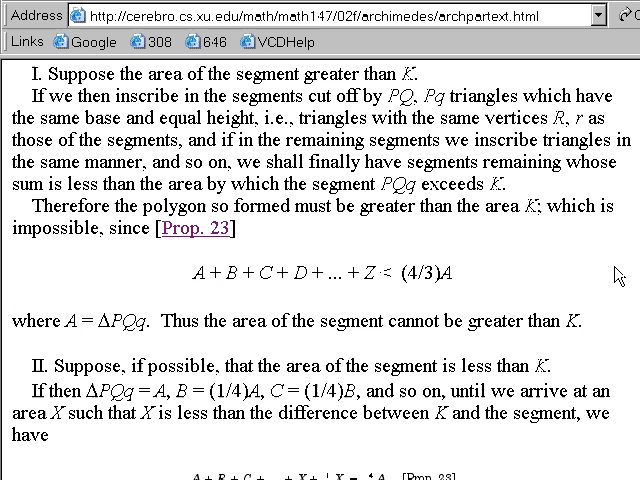 Address http://cerebro.cs.xu.edu/math/math147/02f/archimedes/archpartext.html
Links Google 308 646 VCDHelp
I. Suppose the area of the segment greater than K.
If we then inscribe in the segments cut off by PQ, Pq triangles which have
the same base and equal height, i.e., triangles with the same vertices R, r as
those of the segments, and if in the remaining segments we inscribe triangles in
the same manner, and so on, we shall finally have segments remaining whose
sum is less than the area by which the segment PQq exceeds K.
Therefore the polygon so formed must be greater than the area K; which is
impossible, since [Prop. 23]
A + B + C + D + ... + Z < (4/3)A
where A = ΔPQq. Thus the area of the segment cannot be greater than K.
II. Suppose, if possible, that the area of the segment is less than K.
If then ΔPQq = A, B = (1/4)A, C = (1/4)B, and so on, until we arrive at an
area X such that X is less than the difference between K and the segment, we
have